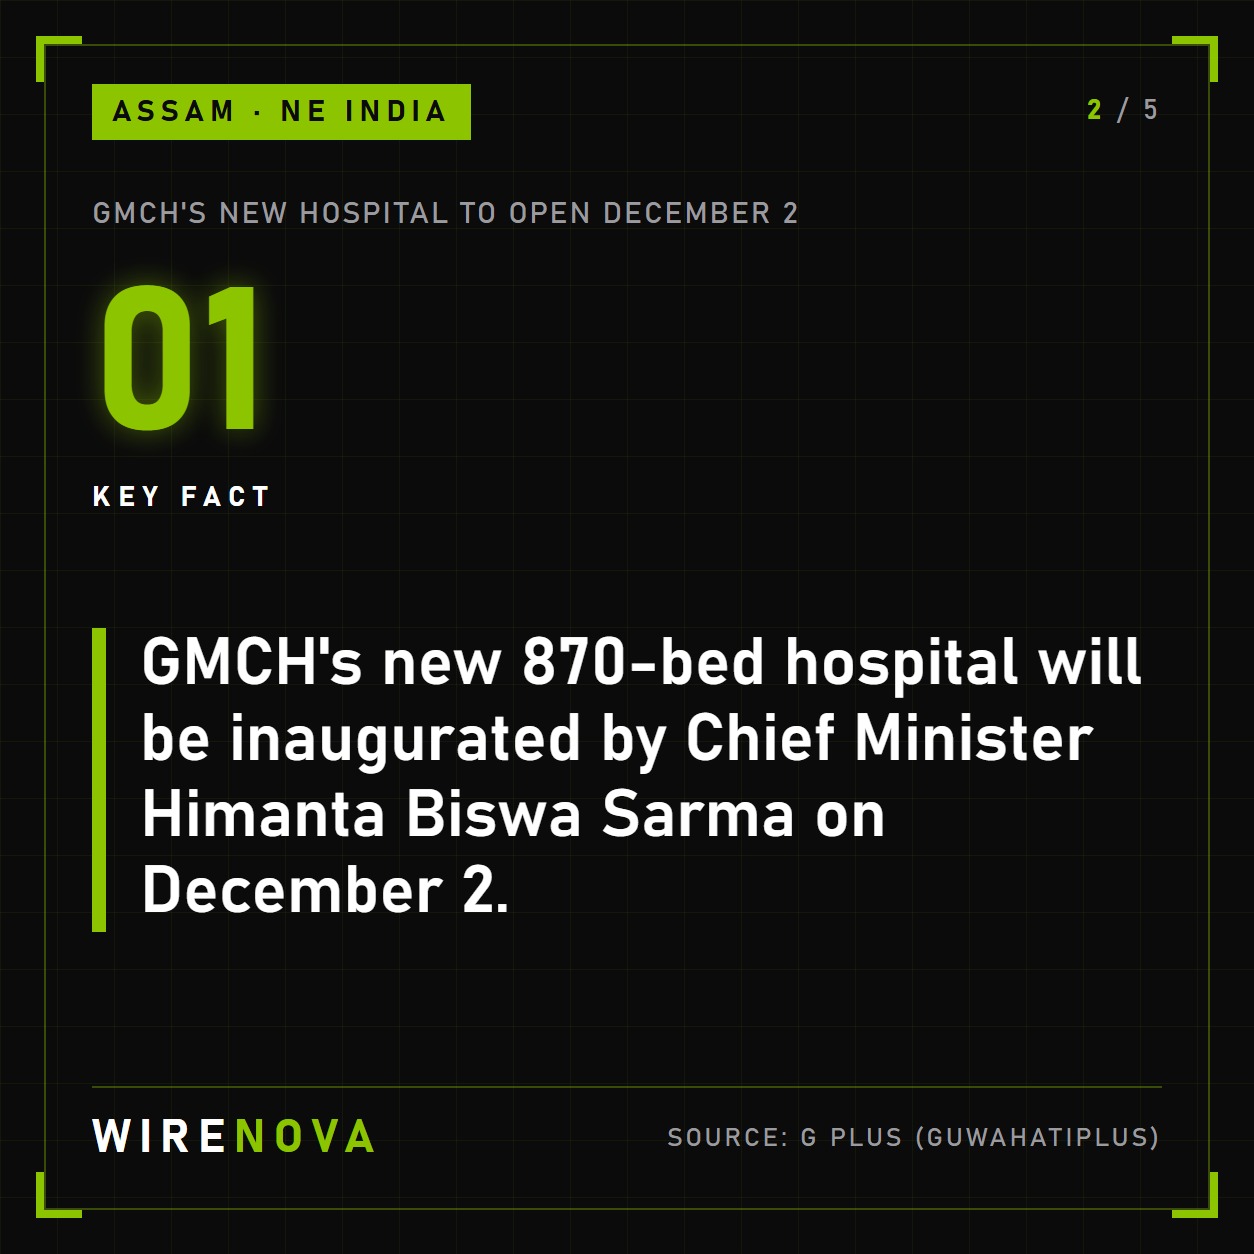 ASSAM · NE INDIA
2 / 5
GMCH'S NEW HOSPITAL TO OPEN DECEMBER 2
01
KEY FACT
GMCH's new 870-bed hospital will
be inaugurated by Chief Minister
Himanta Biswa Sarma on
December 2.
WIRENOVA
SOURCE: G PLUS (GUWAHATIPLUS)